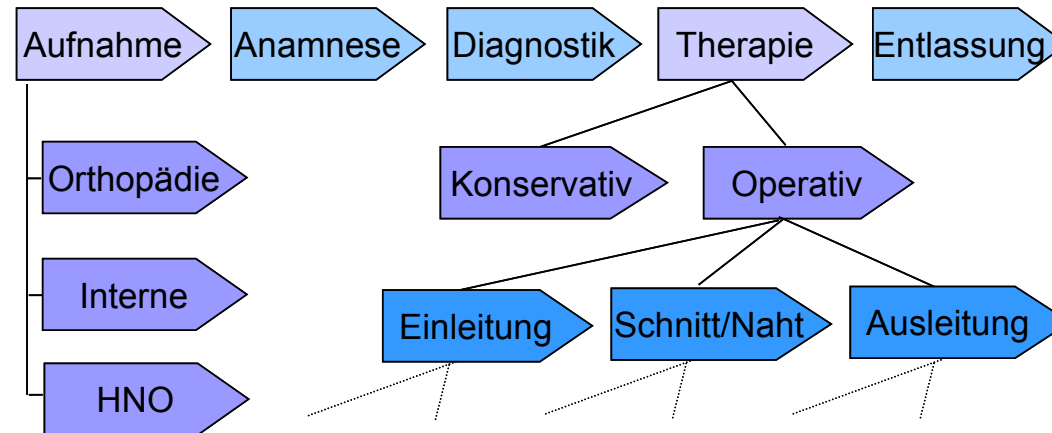 Aufnahme
Anamnese
Diagnostik
Therapie
Entlassung
Orthopädie
Konservativ
Operativ
Interne
Einleitung
Schnitt/Naht
Ausleitung
HNO